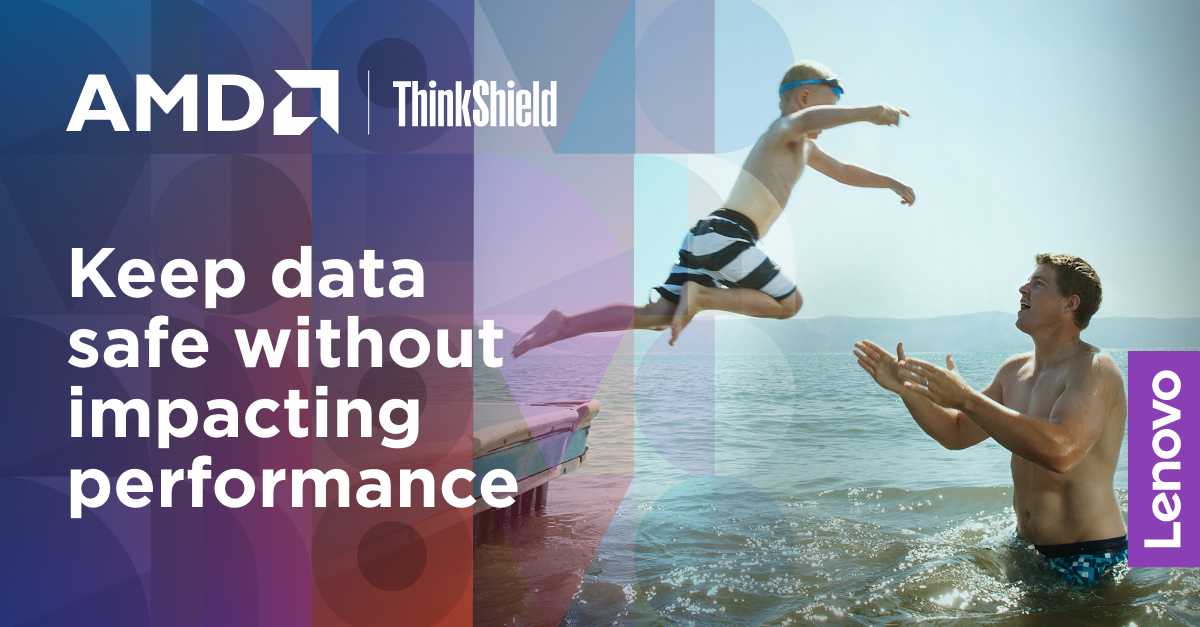 AMD ThinkShield
Keep data
safe without
impacting
performance
Lenovo